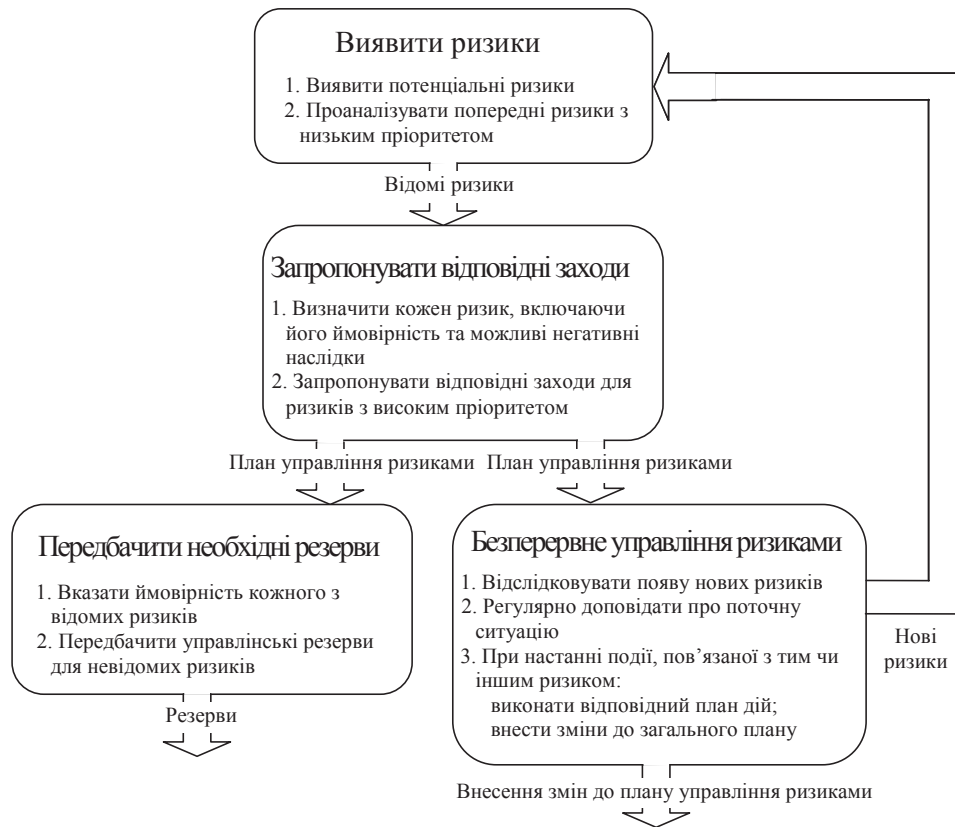 Виявити ризики
1. Виявити потенціальні ризики
2. Проаналізувати попередні ризики з
низьким пріоритетом
Відомі ризики
Запропонувати відповідні заходи
1. Визначити кожен ризик, включаючи
його ймовірність та можливі негативні
наслідки
2. Запропонувати відповідні заходи для
ризиків з високим пріоритетом
План управління ризиками
План управління ризиками
Передбачити необхідні резерви
1. Вказати ймовірність кожного з
відомих ризиків
2. Передбачити управлінські резерви
для невідомих ризиків
Резерви
Безперервне управління ризиками
1. Відслідковувати появу нових ризиків
2. Регулярно доповідати про поточну
ситуацію
3. При настанні події, пов’язаної з тим чи
іншим ризиком:
виконати відповідний план дій;
внести зміни до загального плану
Нові
ризики
Внесення змін до плану управління ризиками